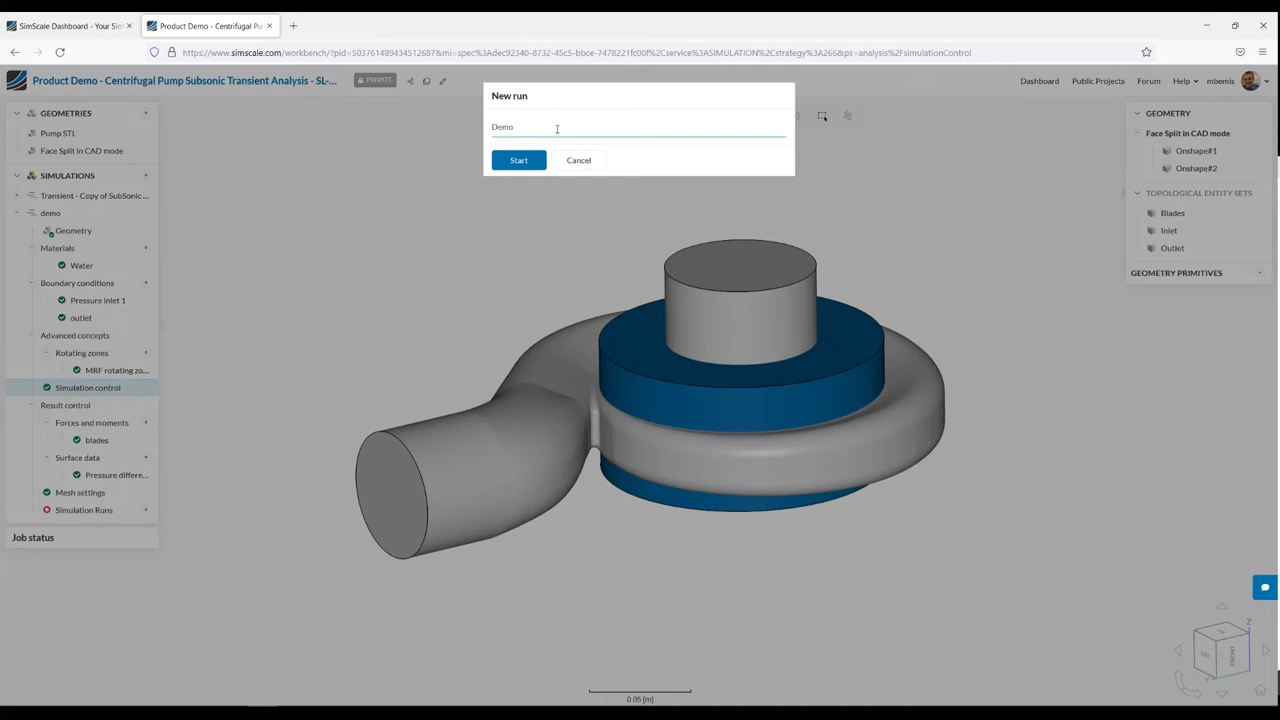 SimScale Dashboard - Your Sim
Product Demo - Centrifugal Pu
https://www.simscale.com/workbench/?pid=503761489434512687&mi=spec%3Adec92340-8732-45c5-bbce-7478221fc00f%2Cservice%3ASIMULATION%2Cstrategy%3A266&ps=analysis%2FsimulationControl
Product Demo - Centrifugal Pump Subsonic Transient Analysis - SL-...
PRIVATE
Dashboard
Public Projects
Forum
Help
mbemis
GEOMETRIES
Pump STL
Face Split in CAD mode
SIMULATIONS
Transient - Copy of SubSonic ...
demo
Geometry
Materials
Water
Boundary conditions
Pressure inlet 1
outlet
Advanced concepts
Rotating zones
MRF rotating zo...
Simulation control
Result control
Forces and moments
blades
Surface data
Pressure differe...
Mesh settings
Simulation Runs
Job status
New run
Demo
Start
Cancel
GEOMETRY
Face Split in CAD mode
Onshape#1
Onshape#2
TOPOLOGICAL ENTITY SETS
Blades
Inlet
Outlet
GEOMETRY PRIMITIVES
0.05 [m]
Z
Y